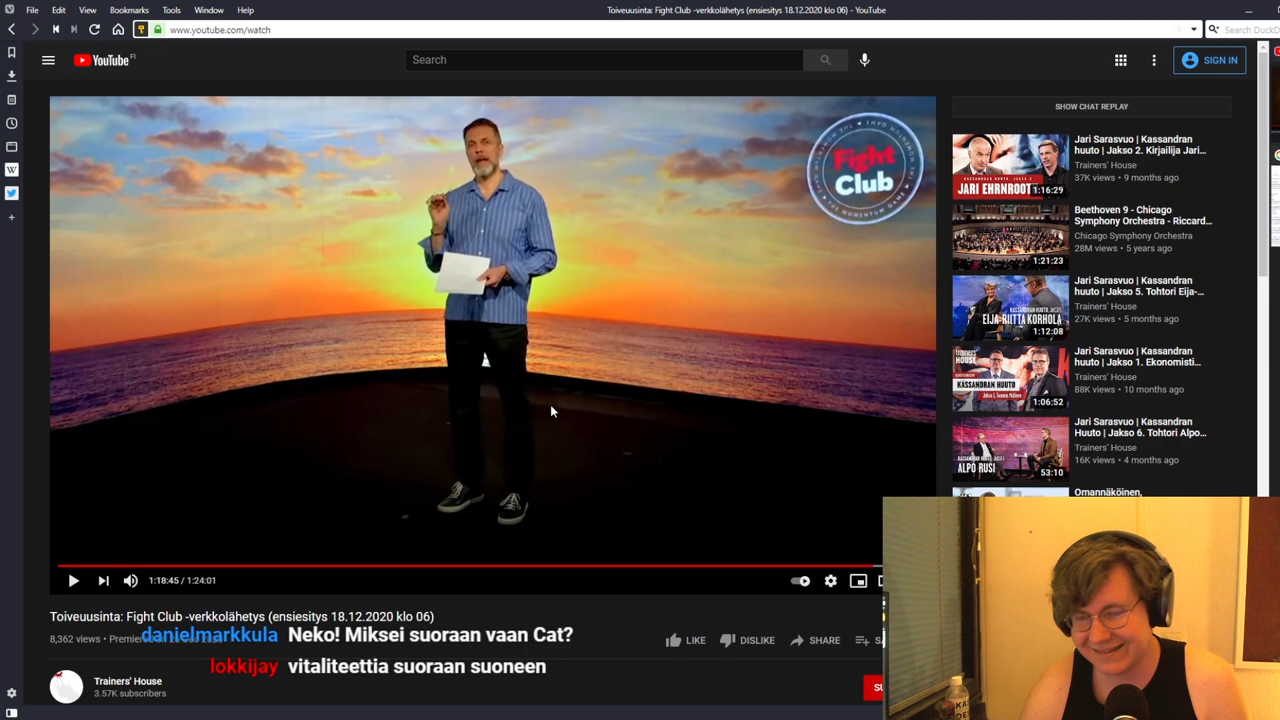 File Edit View Bookmarks Tools Window Help
Toiveuusinta: Fight Club -verkkolähetys (ensiesitys 18.12.2020 klo 06) - YouTube
www.youtube.com/watch
Search DuckD
YouTube FI
Search
SIGN IN
W
Fight
Club
SHOW CHAT REPLAY
Jari Sarasvuo | Kassandran
huuto | Jakso 2. Kirjailija Jari...
Trainers' House
37K views • 9 months ago
JARI EHRNROOT
1:16:29
Beethoven 9 - Chicago
Symphony Orchestra - Riccard...
Chicago Symphony Orchestra
28M views • 5 years ago
1:21:23
Jari Sarasvuo | Kassandran
huuto | Jakso 5. Tohtori Eija-...
Trainers' House
27K views • 5 months ago
EIJA-RIITTA KORHOLA
1:12:08
Jari Sarasvuo | Kassandran
huuto | Jakso 1. Ekonomisti...
Trainers' House
88K views • 10 months ago
trainers'
HOUSE
KASSANDRAN HUUTO
1:06:52
Jari Sarasvuo | Kassandran
Huuto | Jakso 6. Tohtori Alpo...
Trainers' House
16K views • 4 months ago
ALPO RUSI
53:10
Omannäköinen,
1:18:45 / 1:24:01
Toiveuusinta: Fight Club -verkkolähetys (ensiesitys 18.12.2020 klo 06)
8,362 views •
LIKE DISLIKE SHARE
danielmarkkula Neko! Miksei suoraan vaan Cat?
lokkijay vitaliteettia suoraan suoneen
Trainers' House
3.57K subscribers
SU